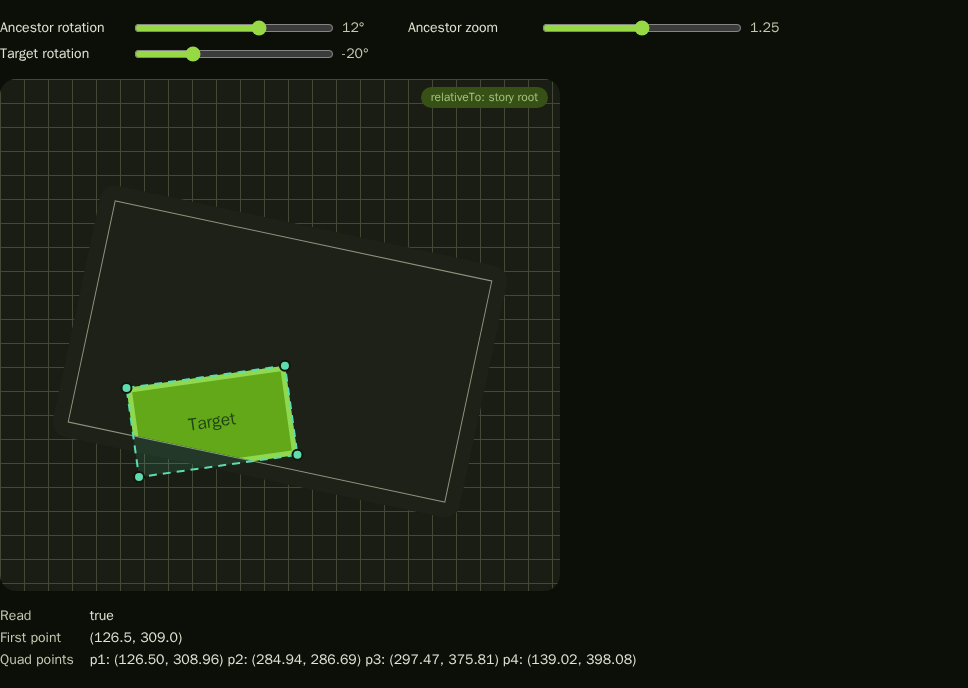 Ancestor rotation 12° Ancestor zoom 1.25
Target rotation -20°
relativeTo: story root
Target
Read true
First point (126.5, 309.0)
Quad points p1: (126.50, 308.96) p2: (284.94, 286.69) p3: (297.47, 375.81) p4: (139.02, 398.08)